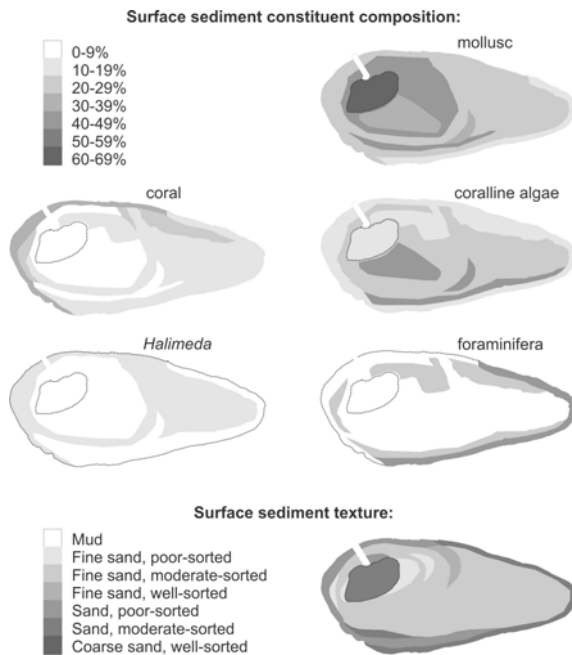 Surface sediment constituent composition:
0-9%
10-19%
20-29%
30-39%
40-49%
50-59%
60-69%
mollusc
coral
coralline algae
Halimeda
foraminifera
Surface sediment texture:
Mud
Fine sand, poor-sorted
Fine sand, moderate-sorted
Fine sand, well-sorted
Sand, poor-sorted
Sand, moderate-sorted
Coarse sand, well-sorted